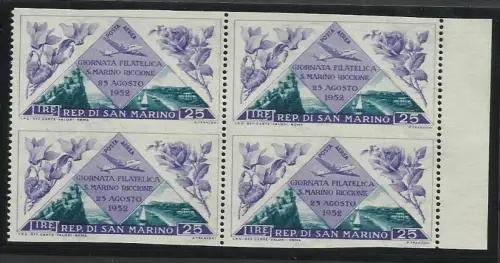 POSTA AEREA
POSTA AEREA
GIORNATA FILATELICA
S. MARINO RICCIONE
25 AGOSTO
1952
GIORNATA FILATELICA
S. MARINO RICCIONE
25 AGOSTO
1952
LIRE REP. DI SAN MARINO 25
LIRE REP. DI SAN MARINO 25
POSTA AEREA
POSTA AEREA
GIORNATA FILATELICA
S. MARINO RICCIONE
25 AGOSTO
1952
GIORNATA FILATELICA
S. MARINO RICCIONE
25 AGOSTO
1952
LIRE REP. DI SAN MARINO 25
LIRE REP. DI SAN MARINO 25